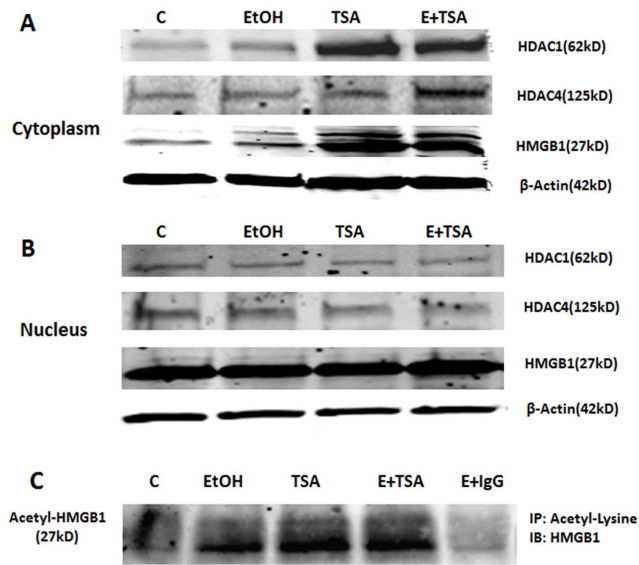 A
C EtOH TSA E+TSA
HDAC1(62kD)
HDAC4(125kD)
Cytoplasm
HMGB1(27kD)
β-Actin(42kD)
B
C EtOH TSA E+TSA
HDAC1(62kD)
HDAC4(125kD)
Nucleus
HMGB1(27kD)
β-Actin(42kD)
C
C EtOH TSA E+TSA E+IgG
Acetyl-HMGB1
(27kD)
IP: Acetyl-Lysine
IB: HMGB1